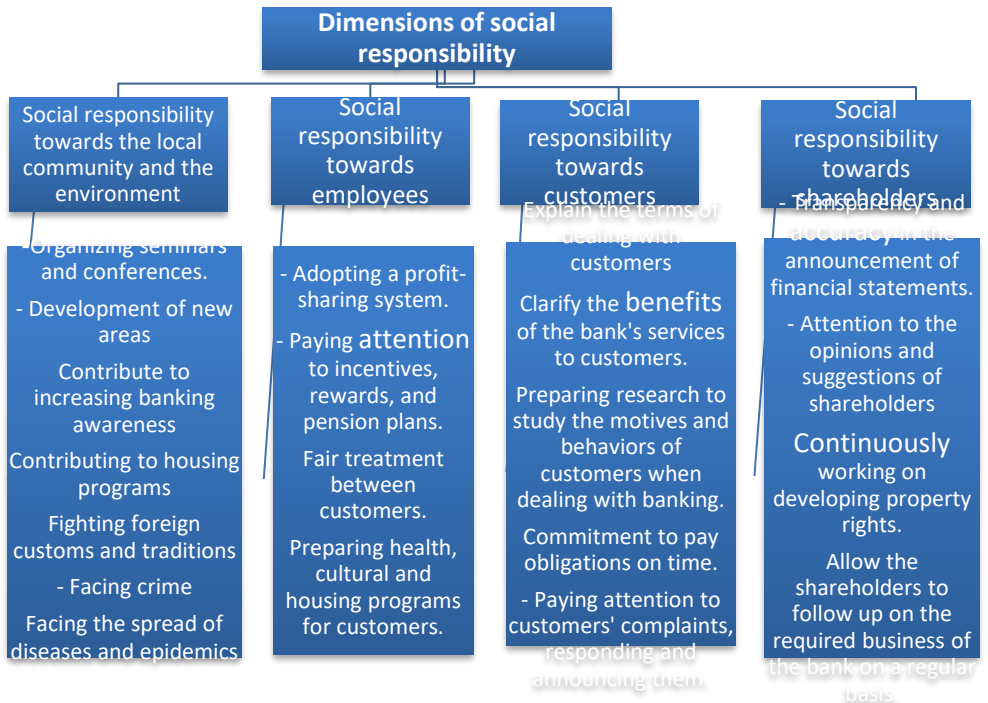 Dimensions of social
responsibility
Social responsibility
towards the local
community and the
environment
-Organizing seminars
and conferences.
- Development of new
areas
Contribute to
increasing banking
awareness
Contributing to housing
programs
Fighting foreign
customs and traditions
- Facing crime
Facing the spread of
diseases and epidemics
Social
responsibility
towards
employees
- Adopting a profit-
sharing system.
- Paying attention
to incentives,
rewards, and
pension plans.
Fair treatment
between
customers.
Preparing health,
cultural and
housing programs
for customers.
Social
responsibility
towards
customers
Explain the terms of
dealing with
customers
Clarify the benefits
of the bank's services
to customers.
Preparing research to
study the motives and
behaviors of
customers when
dealing with banking.
Commitment to pay
obligations on time.
- Paying attention to
customers' complaints,
responding and
announcing them.
Social
responsibility
towards
shareholders
- Transparency and
accuracy in the
announcement of
financial statements.
- Attention to the
opinions and
suggestions of
shareholders
Continuously
working on
developing property
rights.
Allow the
shareholders to
follow up on the
required business of
the bank on a regular
basis.